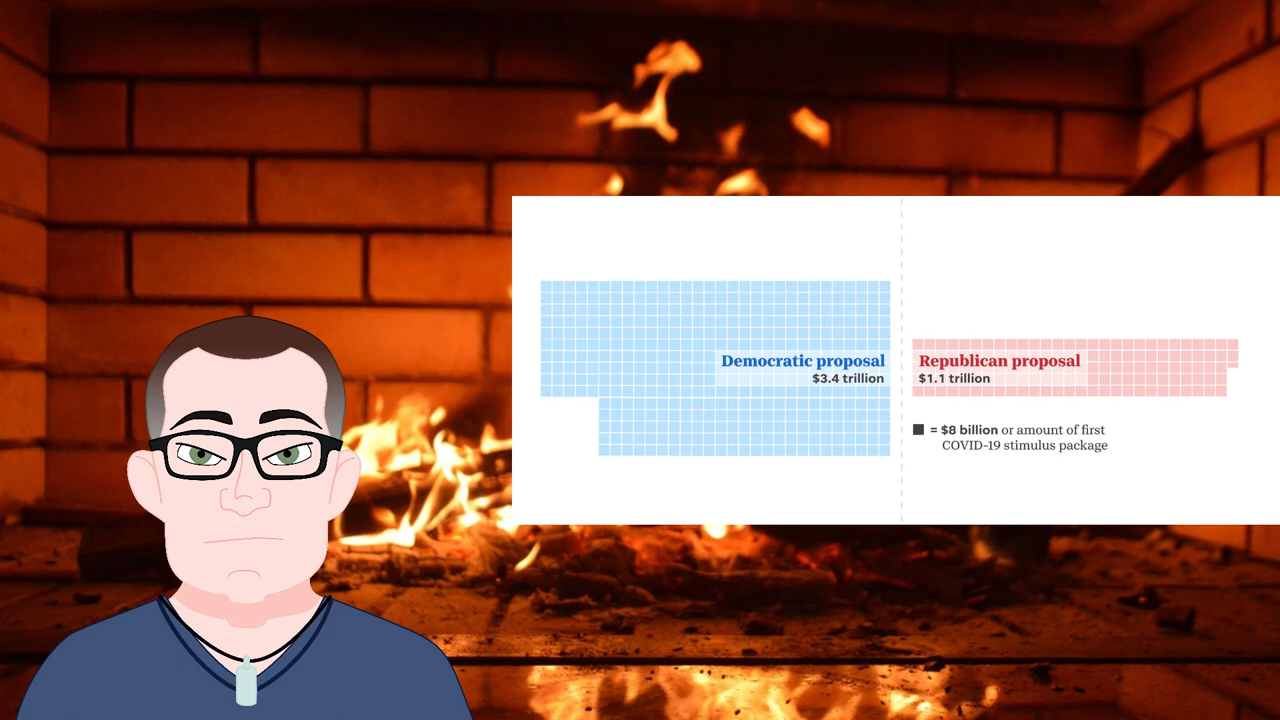 Democratic proposal
$3.4 trillion
Republican proposal
$1.1 trillion
= $8 billion or amount of first
COVID-19 stimulus package